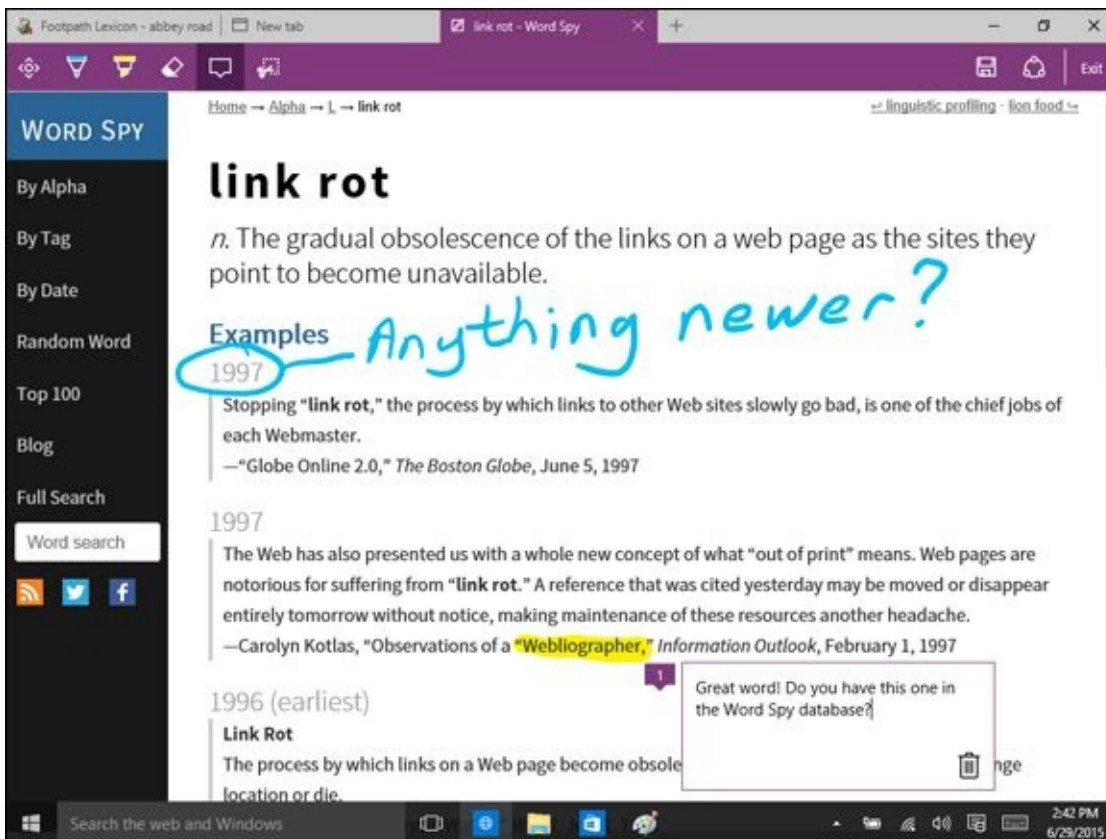 Footpath Lexicon - abbey road
New tab
link rot - Word Spy
Exit
WORD SPY
By Alpha
By Tag
By Date
Random Word
Top 100
Blog
Full Search
Word search
Home → Alpha → L → link rot
↩ linguistic profiling · lion food ↪
link rot
n. The gradual obsolescence of the links on a web page as the sites they
point to become unavailable.
Anything newer?
Examples
1997
Stopping “link rot,” the process by which links to other Web sites slowly go bad, is one of the chief jobs of
each Webmaster.
—“Globe Online 2.0,” The Boston Globe, June 5, 1997
1997
The Web has also presented us with a whole new concept of what “out of print” means. Web pages are
notorious for suffering from “link rot.” A reference that was cited yesterday may be moved or disappear
entirely tomorrow without notice, making maintenance of these resources another headache.
—Carolyn Kotlas, “Observations of a “Webliographer,” Information Outlook, February 1, 1997
1
Great word! Do you have this one in
the Word Spy database?
1996 (earliest)
Link Rot
The process by which links on a Web page become obsole nge
location or die.
Search the web and Windows
2:42 PM
6/29/2015